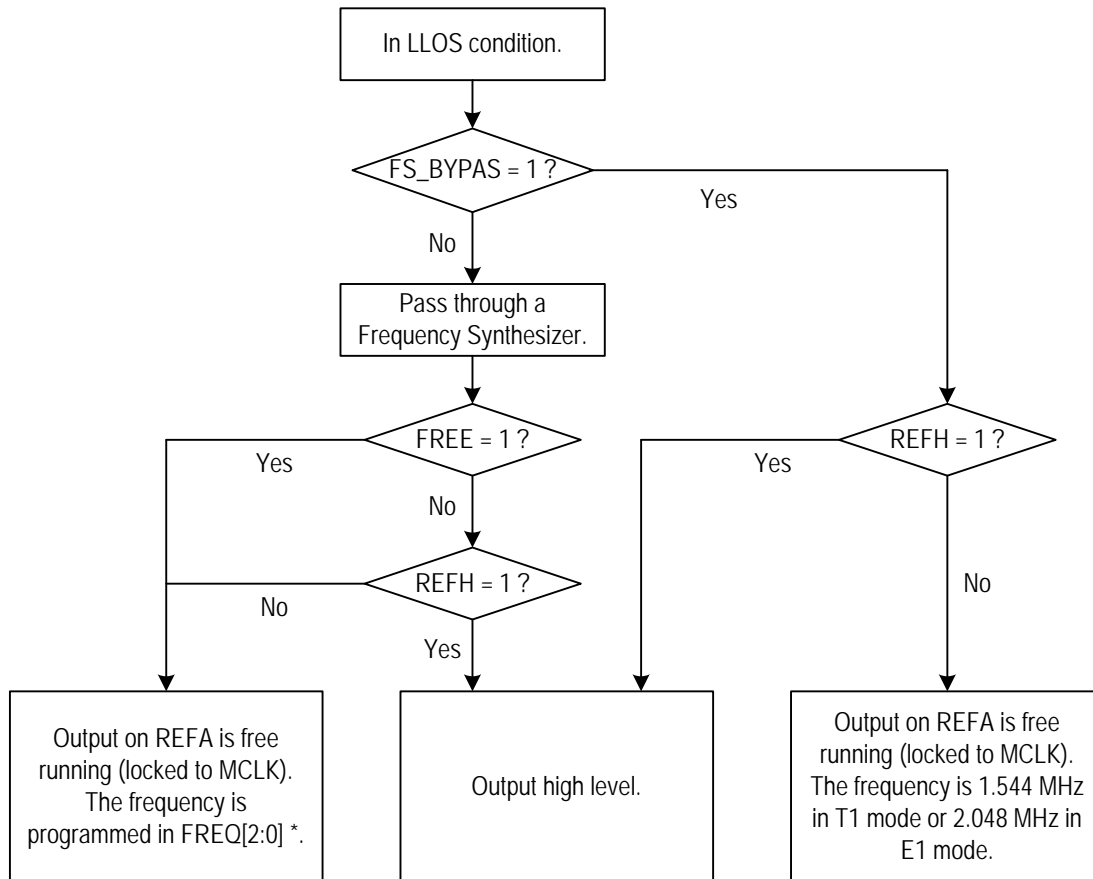 In LLOS condition.
FS_BYPAS = 1 ?
Yes
No
Pass through a
Frequency Synthesizer.
FREE = 1 ?
Yes
No
REFH = 1 ?
Yes
No
REFH = 1 ?
No
Yes
Output on REFA is free
running (locked to MCLK).
The frequency is
programmed in FREQ[2:0] *.
Output high level.
Output on REFA is free
running (locked to MCLK).
The frequency is 1.544 MHz
in T1 mode or 2.048 MHz in
E1 mode.